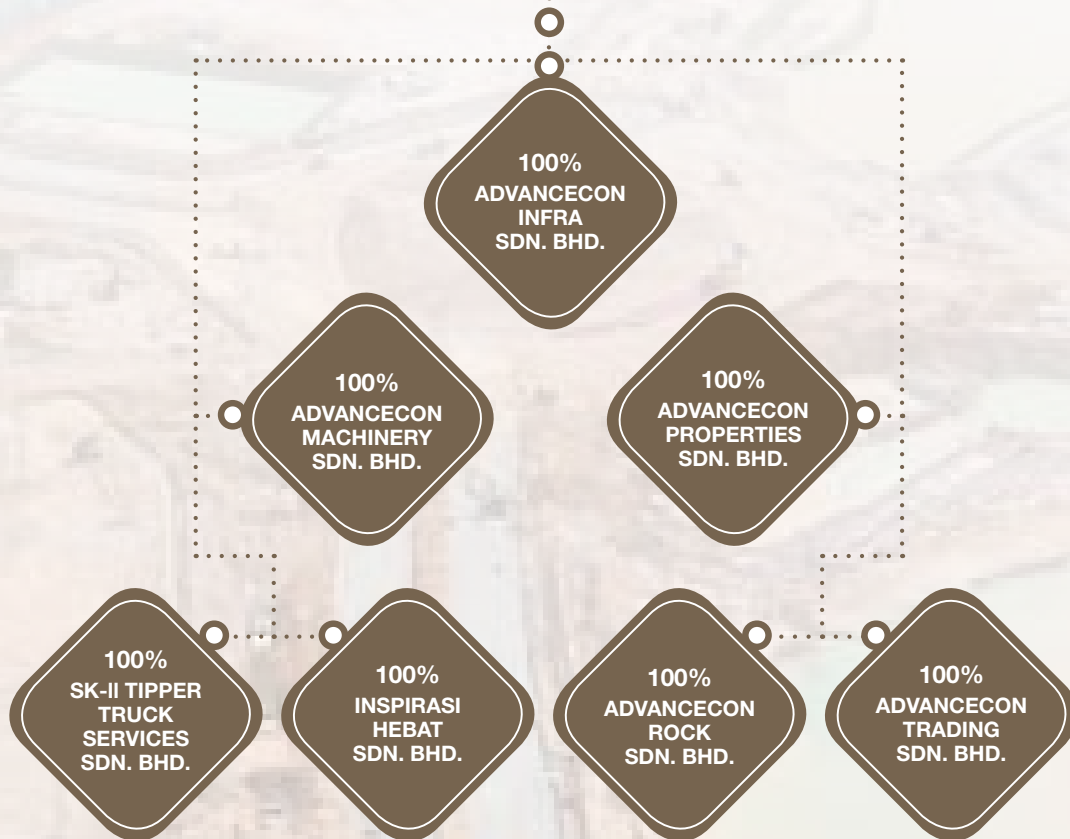 100%
ADVANCECON
INFRA
SDN. BHD.
100%
ADVANCECON
MACHINERY
SDN. BHD.
100%
ADVANCECON
PROPERTIES
SDN. BHD.
100%
SK-II TIPPER
TRUCK
SERVICES
SDN. BHD.
100%
INSPIRASI
HEBAT
SDN. BHD.
100%
ADVANCECON
ROCK
SDN. BHD.
100%
ADVANCECON
TRADING
SDN. BHD.